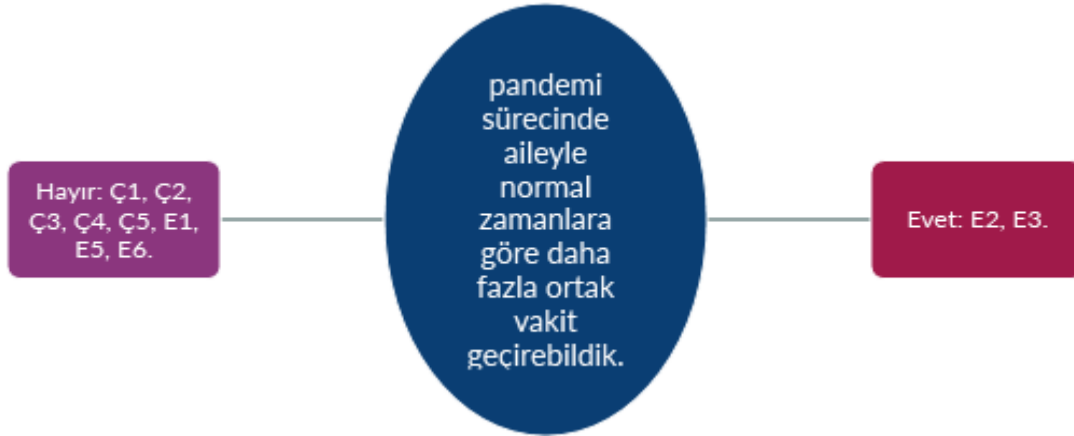 Hayır: Ç1, Ç2,
Ç3, Ç4, Ç5, E1,
E5, E6.
pandemi
sürecinde
aileyle
normal
zamanlara
göre daha
fazla ortak
vakit
geçirebildik.
Evet: E2, E3.